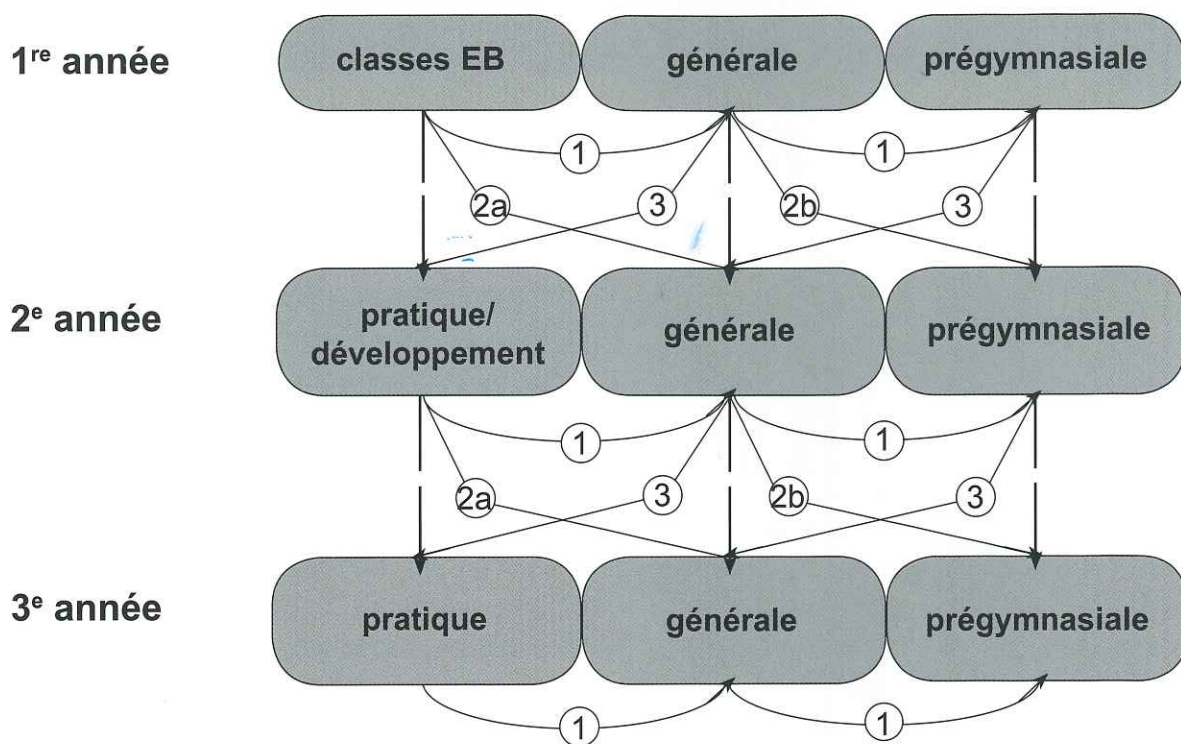 1re année
classes EB
générale
prégymnasiale
1
1
2a
3
2b
3
2e année
pratique/
développement
générale
prégymnasiale
1
1
2a
3
2b
3
3e année
pratique
générale
prégymnasiale
1
1